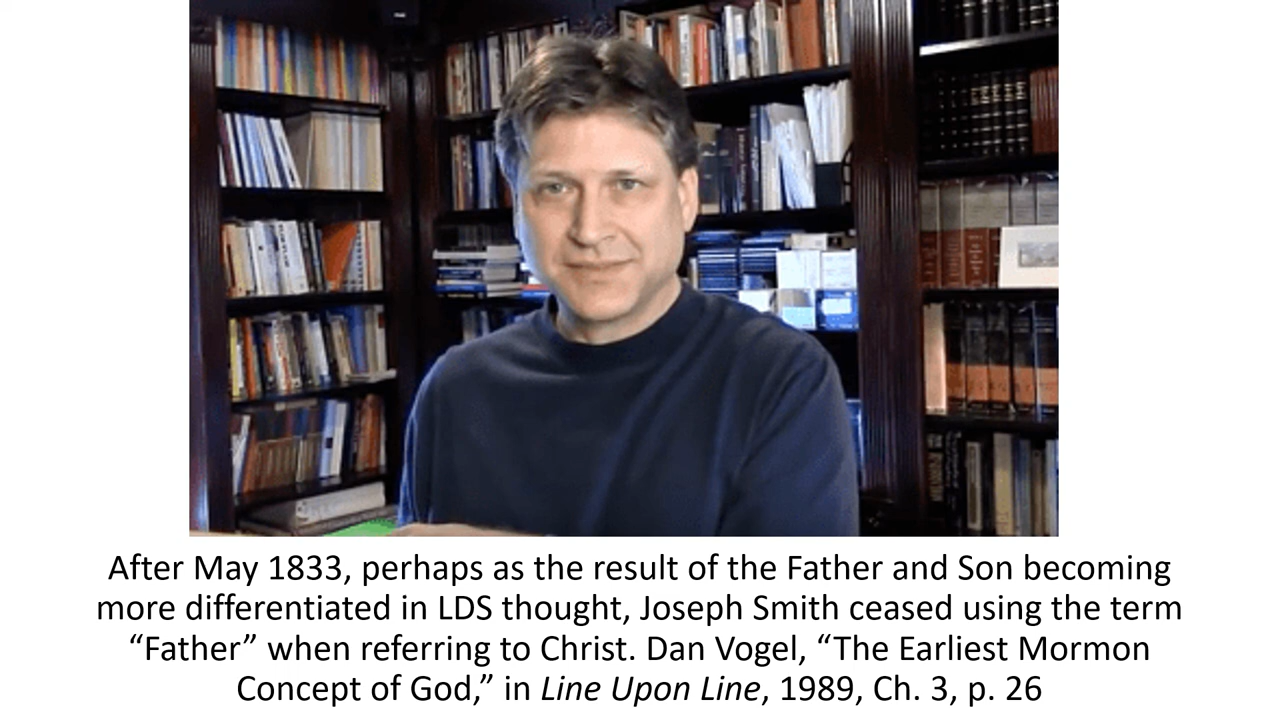 After May 1833, perhaps as the result of the Father and Son becoming
more differentiated in LDS thought, Joseph Smith ceased using the term
“Father” when referring to Christ. Dan Vogel, “The Earliest Mormon
Concept of God,” in Line Upon Line, 1989, Ch. 3, p. 26